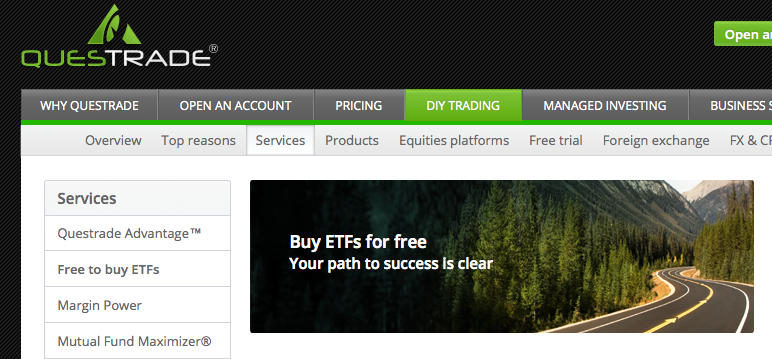 QUESTRADE®
Open
WHY QUESTRADE OPEN AN ACCOUNT PRICING DIY TRADING MANAGED INVESTING BUSINESS
Overview Top reasons Services Products Equities platforms Free trial Foreign exchange FX &
Services
Questrade Advantage™
Free to buy ETFs
Margin Power
Mutual Fund Maximizer®
Buy ETFs for free
Your path to success is clear